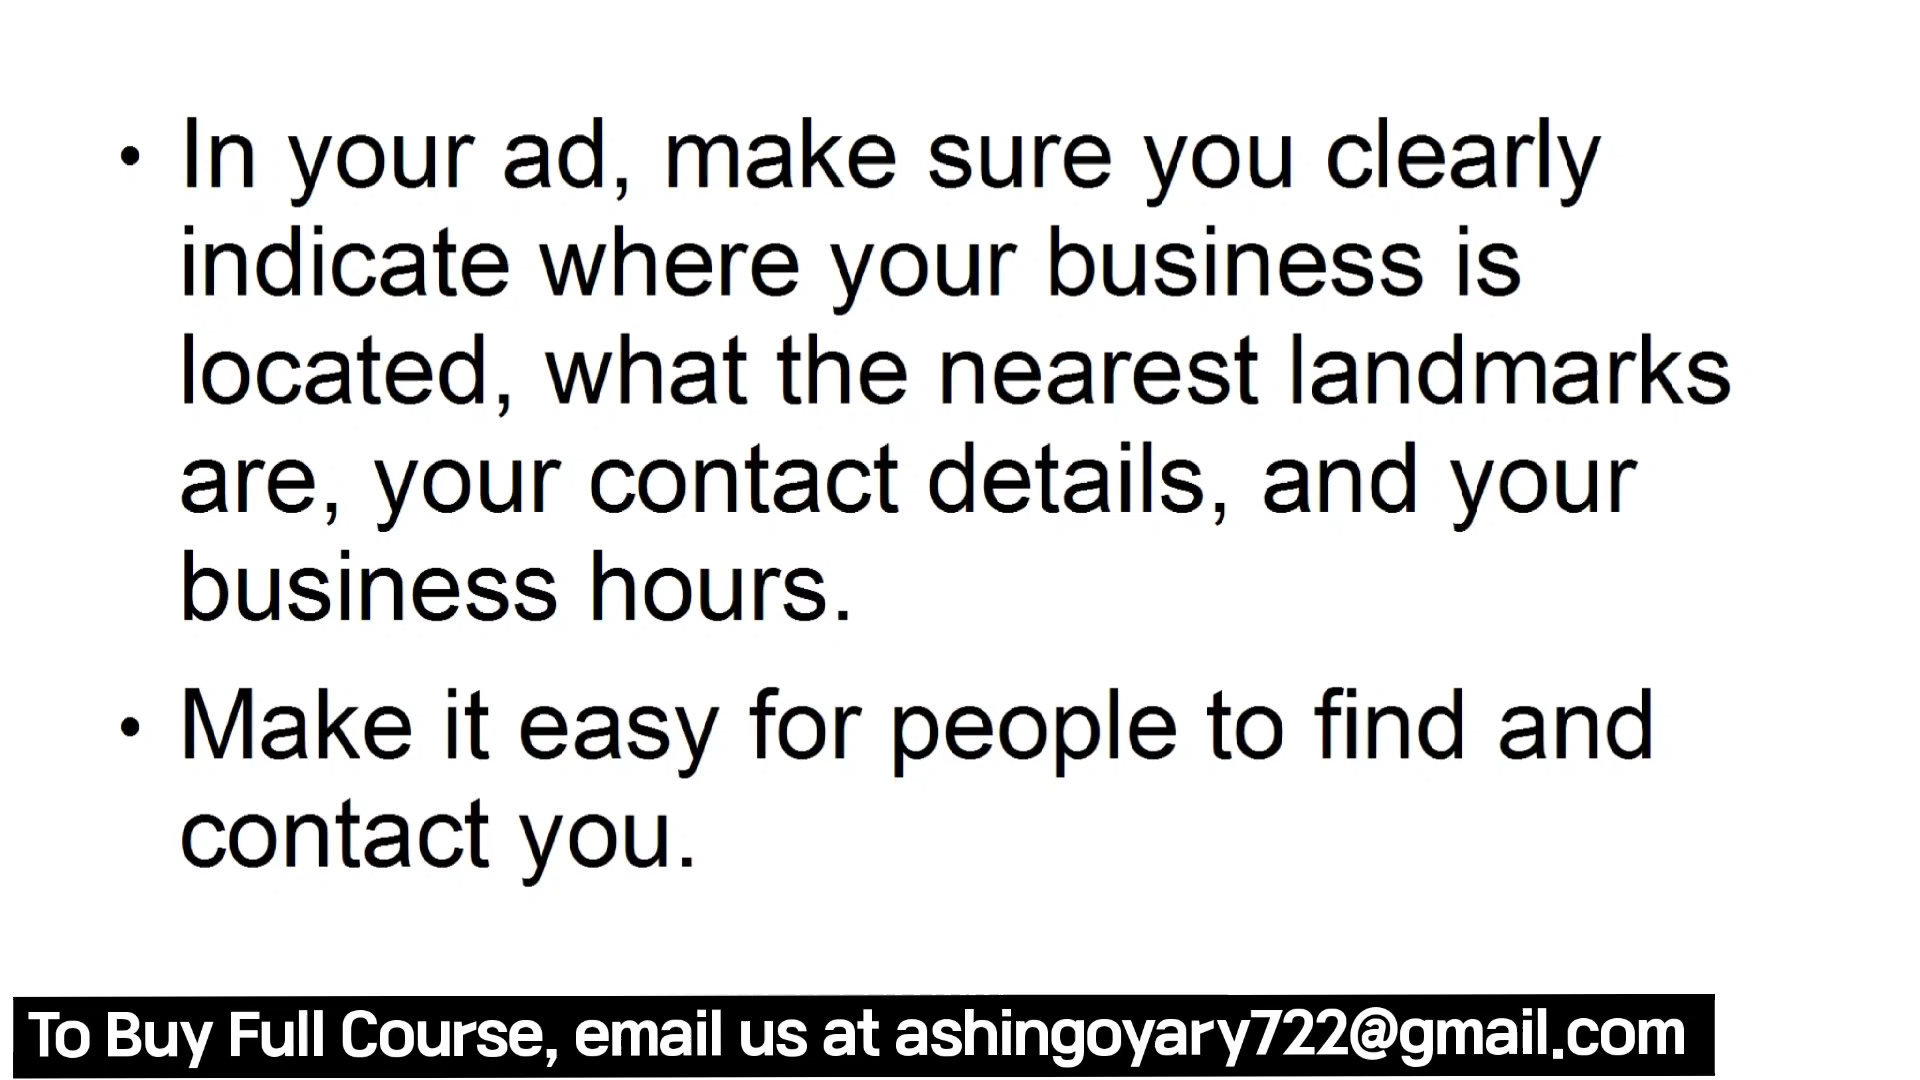 • In your ad, make sure you clearly
indicate where your business is
located, what the nearest landmarks
are, your contact details, and your
business hours.
• Make it easy for people to find and
contact you.
To Buy Full Course, email us at ashingoyary722@gmail.com